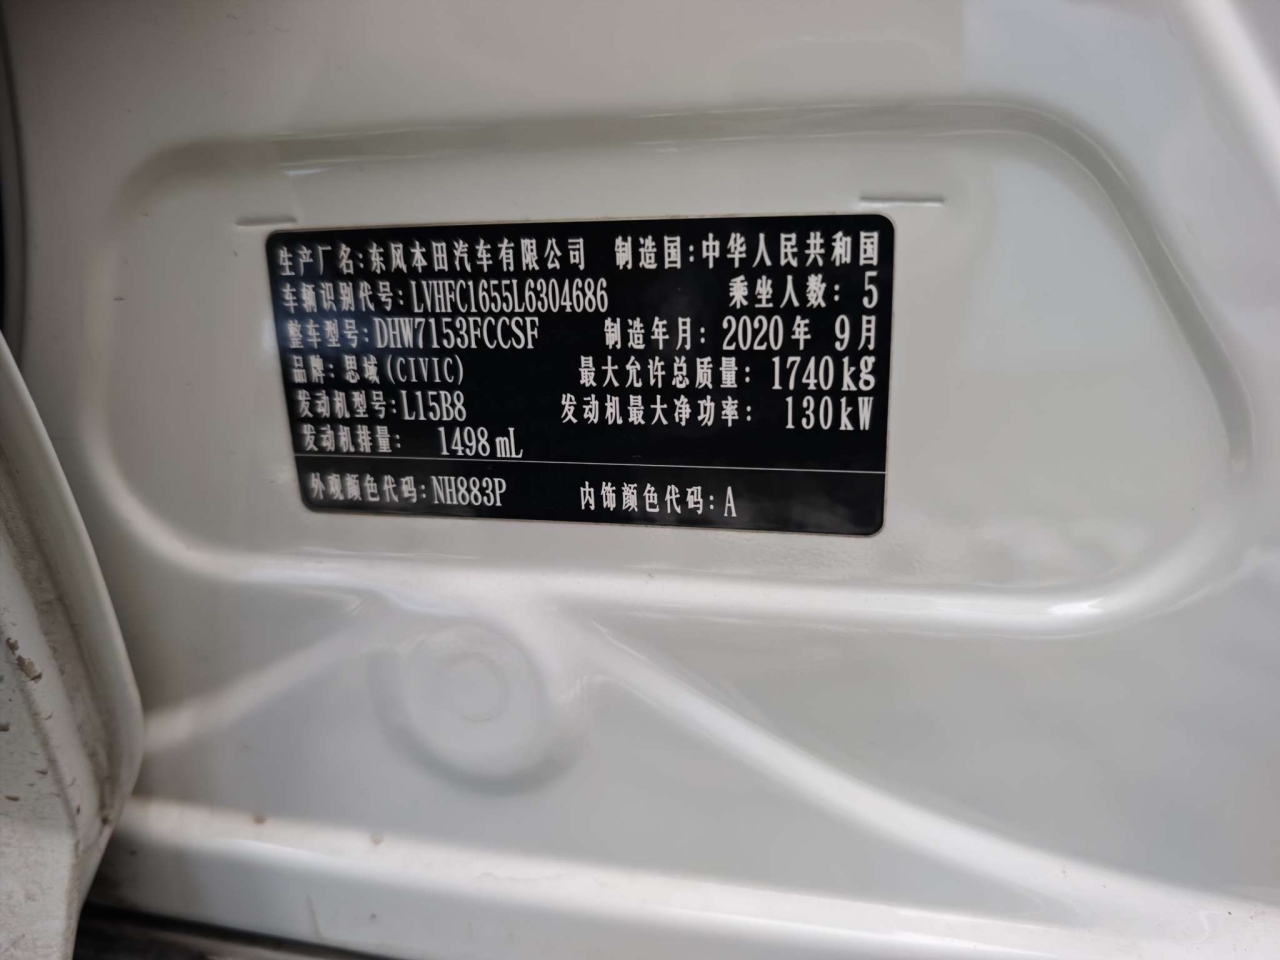 生产厂名:东风本田汽车有限公司 制造国:中华人民共和国
车辆识别代号:LVHFC1655L6304686 乘坐人数: 5
整车型号:DHW7153FCCSF 制造年月: 2020年 9月
品牌: 思域(CIVIC) 最大允许总质量: 1740kg
发动机型号:L15B8 发动机最大净功率: 130kW
发动机排量: 1498mL
外观颜色代码:NH883P 内饰颜色代码:A